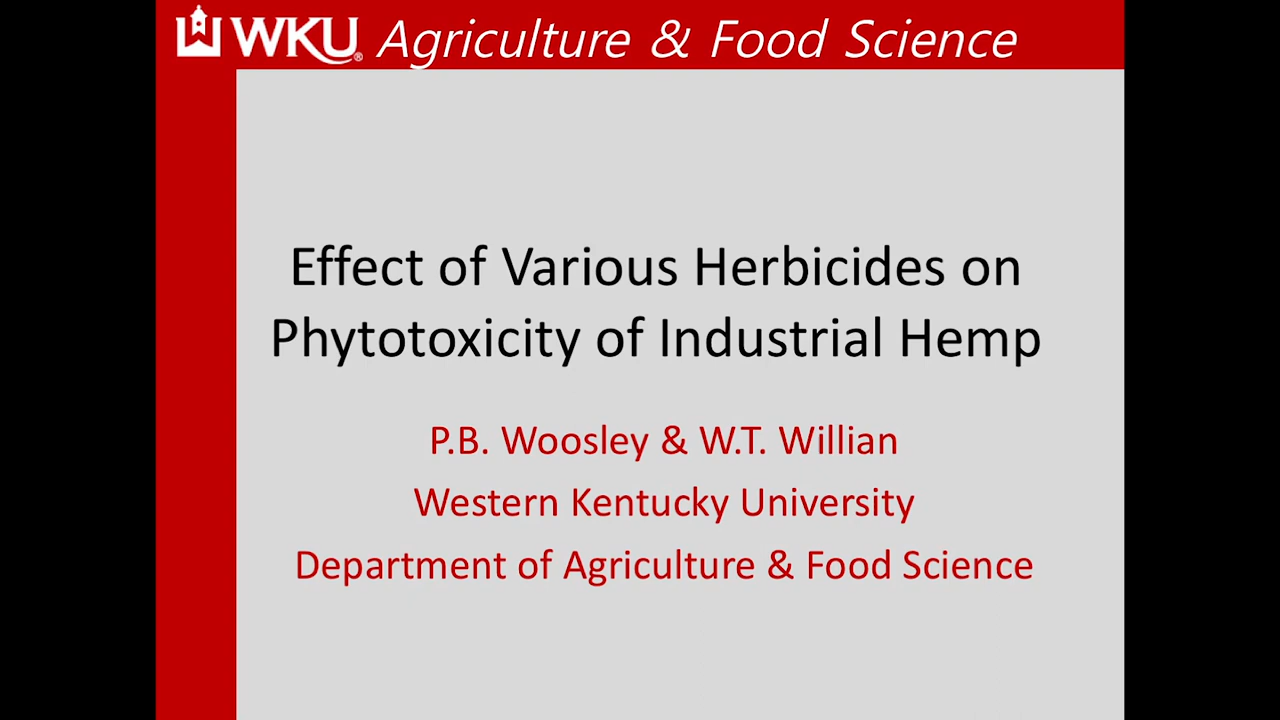 WKU® Agriculture & Food Science
Effect of Various Herbicides on
Phytotoxicity of Industrial Hemp
P.B. Woosley & W.T. Willian
Western Kentucky University
Department of Agriculture & Food Science